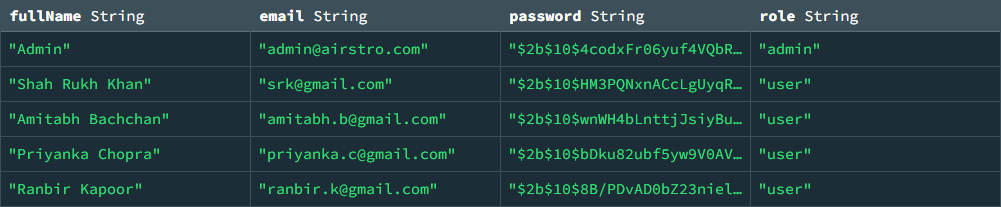 fullName String email String password String role String
"Admin" "admin@airstro.com" "$2b$10$4codxFr06yuf4VQbR… "admin"
"Shah Rukh Khan" "srk@gmail.com" "$2b$10$HM3PQNxnACcLgUyqR… "user"
"Amitabh Bachchan" "amitabh.b@gmail.com" "$2b$10$wnWH4bLnttjJsiyBu… "user"
"Priyanka Chopra" "priyanka.c@gmail.com" "$2b$10$bDku82ubf5yw9V0AV… "user"
"Ranbir Kapoor" "ranbir.k@gmail.com" "$2b$10$8B/PDvAD0bZ23niel… "user"